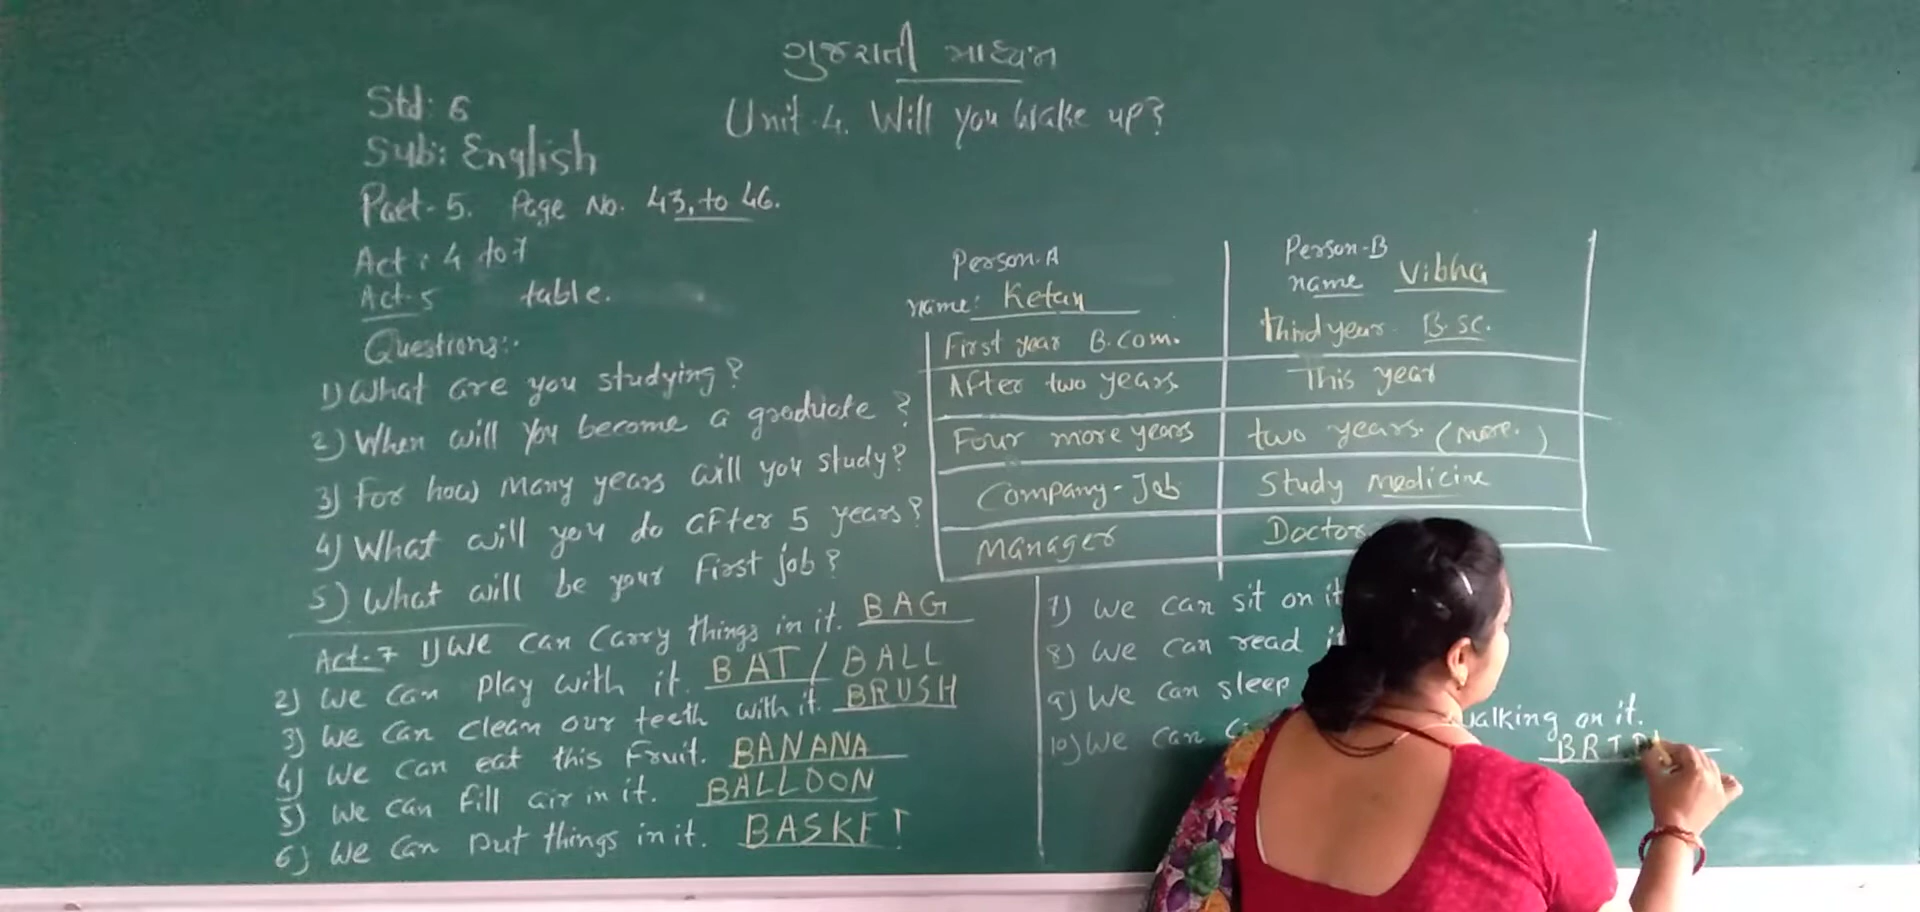 ગુજરાતી માધ્યમ
Std: 6
Unit-4. Will you Wake up?
Sub: English
Part-5. Page No. 43, to 46.
Act: 4 to 7
Act-5 table.
Questions:-
1) What are you studying?
2) When will you become a graduate?
3) For how many years will you study?
4) What will you do after 5 years?
5) What will be your first job?
Person-A
name: Ketan
Person-B
name Vibha
First year B.com. Third year B.sc.
After two years This year
Four more years two years. (more.)
Company-Job Study medicine
Manager Doctor
Act-7 1) We can carry things in it. BAG
2) We can play with it. BAT / BALL
3) We can clean our teeth with it. BRUSH
4) We can eat this fruit. BANANA
5) We can fill air in it. BALLOON
6) We can put things in it. BASKET
7) We can sit on it
8) We can read it
9) We can sleep
10) We can walking on it.
BRID